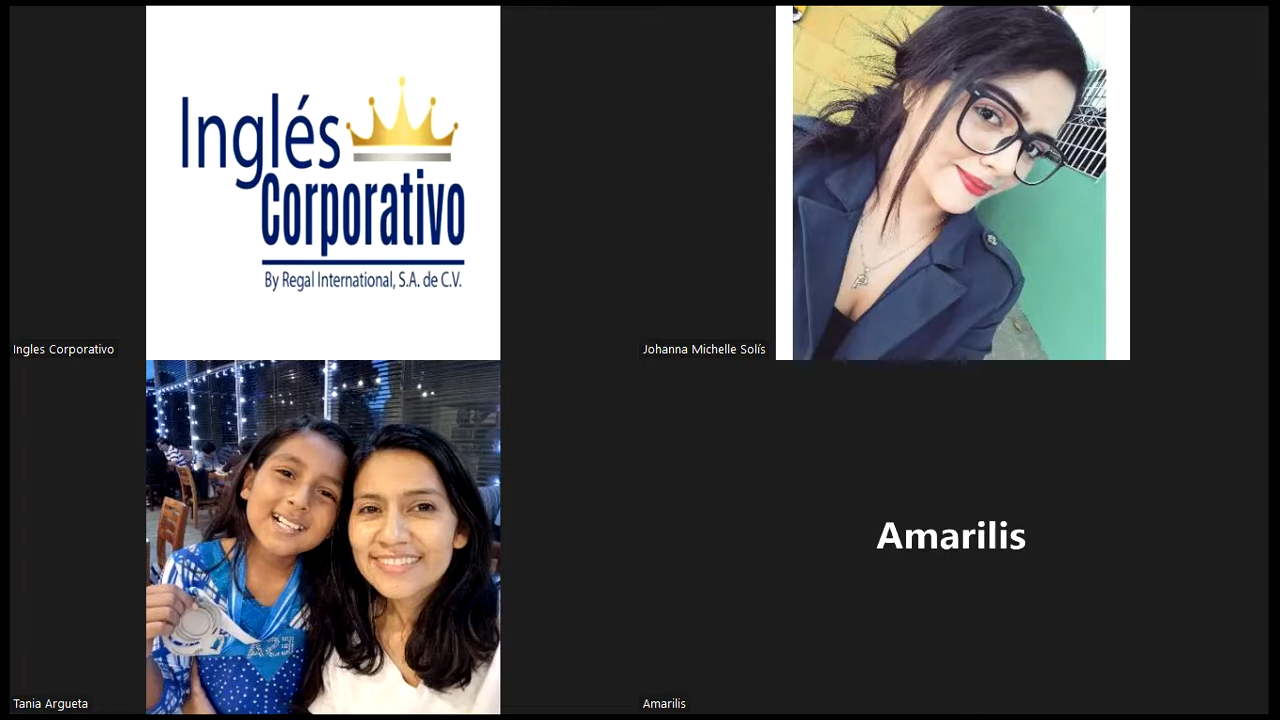 Inglés
Corporativo
By Regal International, S.A. de C.V.
Ingles Corporativo
Johanna Michelle Solís
Tania Argueta
Amarilis
Amarilis